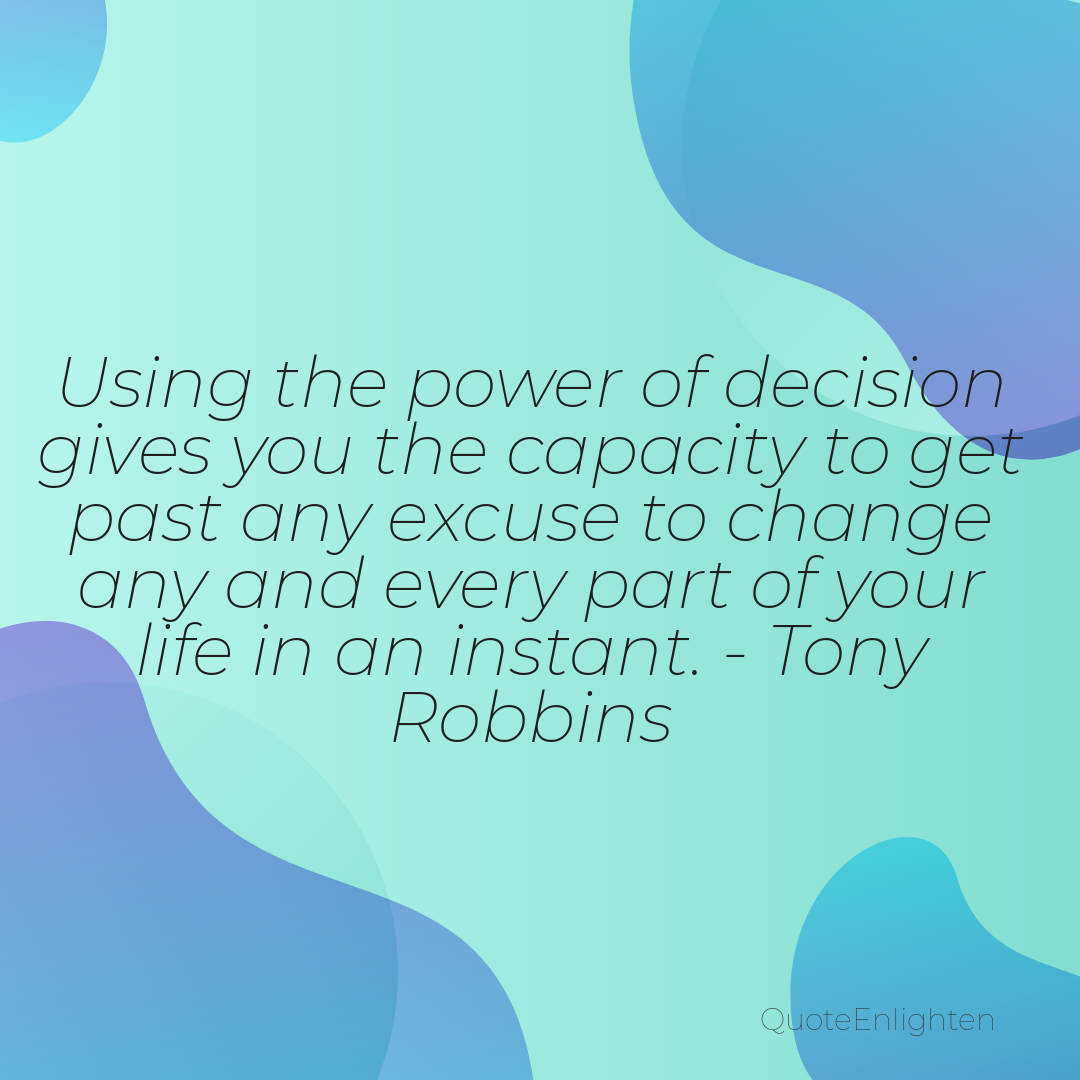 Using the power of decision
gives you the capacity to get
past any excuse to change
any and every part of your
life in an instant. - Tony
Robbins
QuoteEnlighten